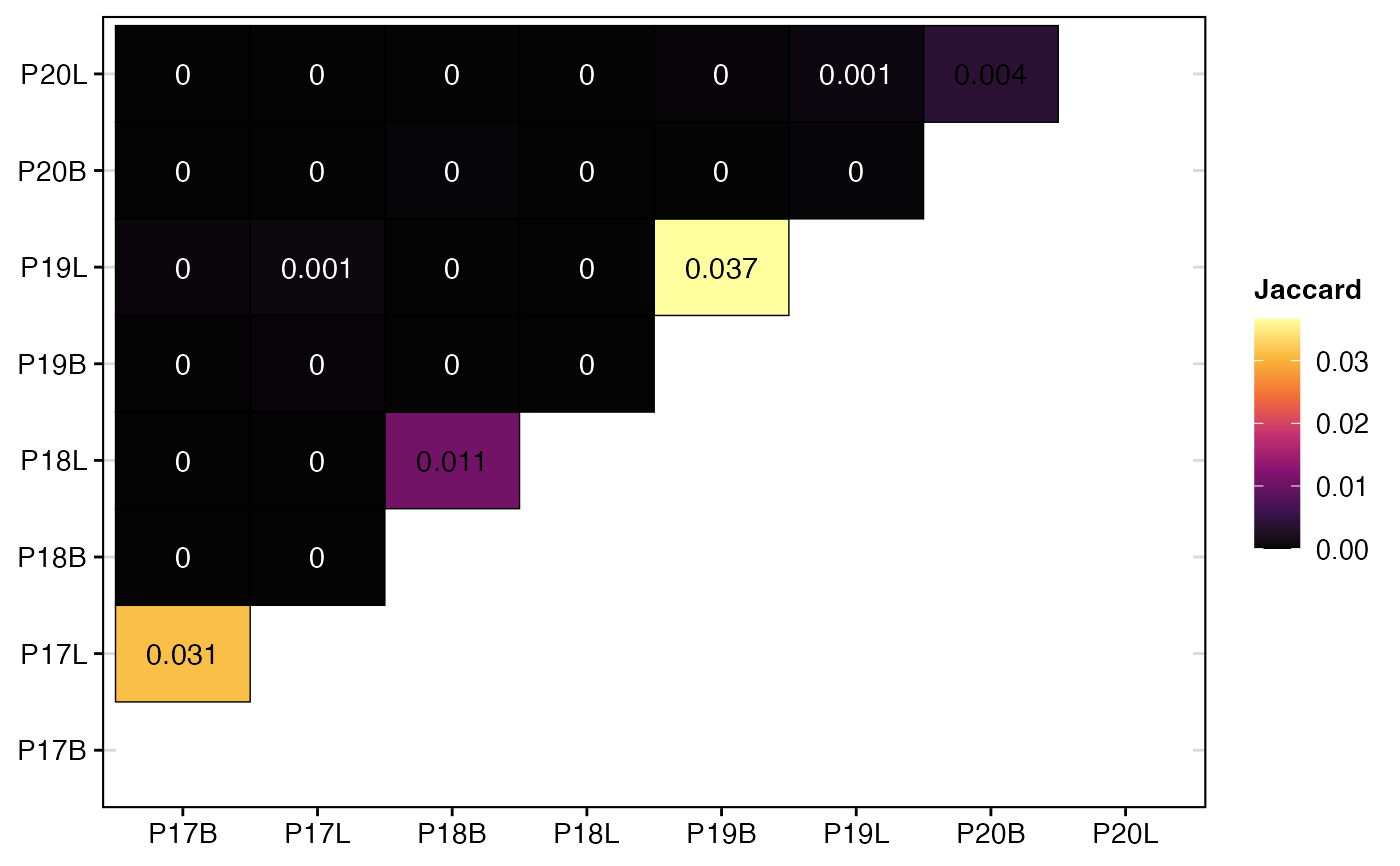 P20L 0 0 0 0 0 0.001 0.004
P20B 0 0 0 0 0 0
P19L 0 0.001 0 0 0.037
P19B 0 0 0 0
P18L 0 0 0.011
P18B 0 0
P17L 0.031
P17B
P17B P17L P18B P18L P19B P19L P20B P20L
Jaccard
0.03
0.02
0.01
0.00